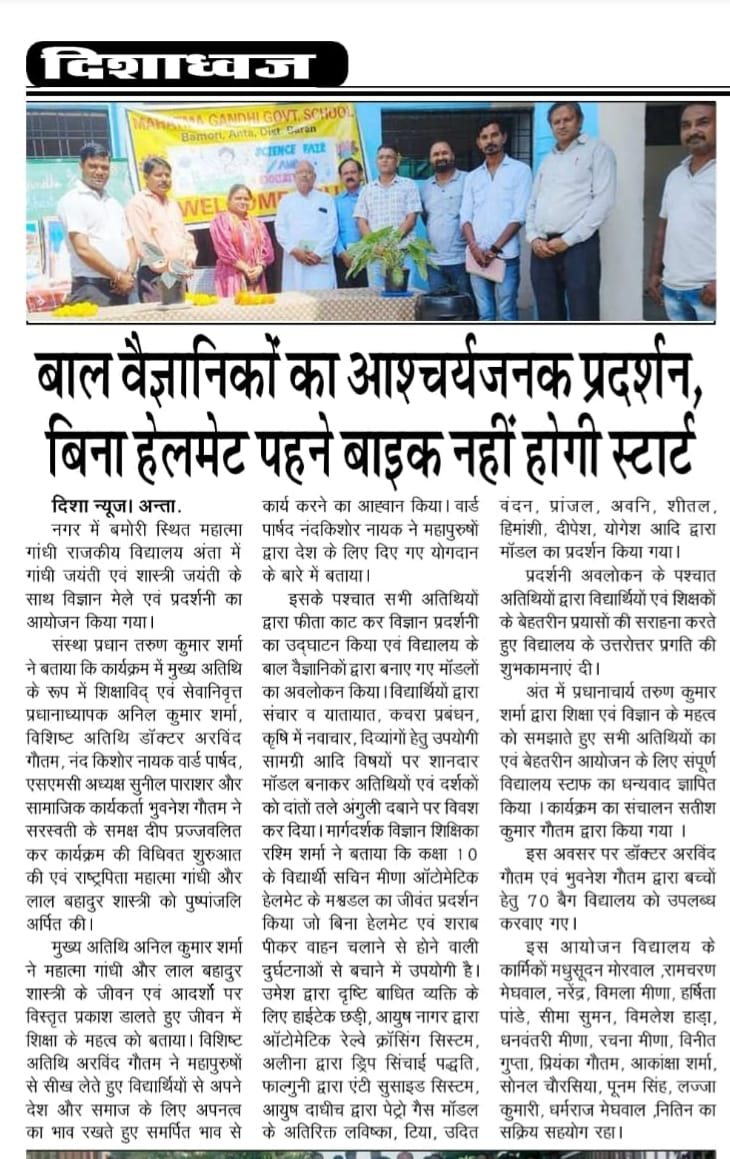 दिशाध्वज
MAHATMA GANDHI GOVT. SCHOOL
Bamori, Anta, Dist. Baran
SCIENCE FAIR
WELCOME
बाल वैज्ञानिकों का आश्चर्यजनक प्रदर्शन,
बिना हेलमेट पहने बाइक नहीं होगी स्टार्ट
दिशा न्यूज। अन्ता.
नगर में बमोरी स्थित महात्मा
गांधी राजकीय विद्यालय अंता में
गांधी जयंती एवं शास्त्री जयंती के
साथ विज्ञान मेले एवं प्रदर्शनी का
आयोजन किया गया।
संस्था प्रधान तरुण कुमार शर्मा
ने बताया कि कार्यक्रम में मुख्य अतिथि
के रूप में शिक्षाविद् एवं सेवानिवृत्त
प्रधानाध्यापक अनिल कुमार शर्मा,
विशिष्ट अतिथि डॉक्टर अरविंद
गौतम, नंद किशोर नायक वार्ड पार्षद,
एसएमसी अध्यक्ष सुनील पाराशर और
सामाजिक कार्यकर्ता भुवनेश गौतम ने
सरस्वती के समक्ष दीप प्रज्जवलित
कर कार्यक्रम की विधिवत शुरुआत
की एवं राष्ट्रपिता महात्मा गांधी और
लाल बहादुर शास्त्री को पुष्पांजलि
अर्पित की।
मुख्य अतिथि अनिल कुमार शर्मा
ने महात्मा गांधी और लाल बहादुर
शास्त्री के जीवन एवं आदर्शो पर
विस्तृत प्रकाश डालते हुए जीवन में
शिक्षा के महत्व को बताया। विशिष्ट
अतिथि अरविंद गौतम ने महापुरुषों
से सीख लेते हुए विद्यार्थियों से अपने
देश और समाज के लिए अपनत्व
का भाव रखते हुए समर्पित भाव से
कार्य करने का आह्वान किया। वार्ड
पार्षद नंदकिशोर नायक ने महापुरुषों
द्वारा देश के लिए दिए गए योगदान
के बारे में बताया।
इसके पश्चात सभी अतिथियों
द्वारा फीता काट कर विज्ञान प्रदर्शनी
का उद्घाटन किया एवं विद्यालय के
बाल वैज्ञानिकों द्वारा बनाए गए मॉडलों
का अवलोकन किया। विद्यार्थियों द्वारा
संचार व यातायात, कचरा प्रबंधन,
कृषि में नवाचार, दिव्यांगों हेतु उपयोगी
सामग्री आदि विषयों पर शानदार
मॉडल बनाकर अतिथियों एवं दर्शकों
को दांतो तले अंगुली दबाने पर विवश
कर दिया। मार्गदर्शक विज्ञान शिक्षिका
रश्मि शर्मा ने बताया कि कक्षा 10
के विद्यार्थी सचिन मीणा ऑटोमेटिक
हेलमेट के मश्वडल का जीवंत प्रदर्शन
किया जो बिना हेलमेट एवं शराब
पीकर वाहन चलाने से होने वाली
दुर्घटनाओं से बचाने में उपयोगी है।
उमेश द्वारा दृष्टि बाधित व्यक्ति के
लिए हाईटेक छड़ी, आयुष नागर द्वारा
ऑटोमेटिक रेल्वे क्रॉसिंग सिस्टम,
अलीना द्वारा ड्रिप सिंचाई पद्धति,
फाल्गुनी द्वारा एंटी सुसाइड सिस्टम,
आयुष दाधीच द्वारा पेट्रो गैस मॉडल
के अतिरिक्त लविष्का, टिया, उदित
वंदन, प्रांजल, अवनि, शीतल,
हिमांशी, दीपेश, योगेश आदि द्वारा
मॉडल का प्रदर्शन किया गया।
प्रदर्शनी अवलोकन के पश्चात
अतिथियों द्वारा विद्यार्थियों एवं शिक्षकों
के बेहतरीन प्रयासों की सराहना करते
हुए विद्यालय के उत्तरोत्तर प्रगति की
शुभकामनाएं दी।
अंत में प्रधानाचार्य तरुण कुमार
शर्मा द्वारा शिक्षा एवं विज्ञान के महत्व
को समझाते हुए सभी अतिथियों का
एवं बेहतरीन आयोजन के लिए संपूर्ण
विद्यालय स्टाफ का धन्यवाद ज्ञापित
किया । कार्यक्रम का संचालन सतीश
कुमार गौतम द्वारा किया गया ।
इस अवसर पर डॉक्टर अरविंद
गौतम एवं भुवनेश गौतम द्वारा बच्चों
हेतु 70 बैग विद्यालय को उपलब्ध
करवाए गए।
इस आयोजन विद्यालय के
कार्मिकों मधुसूदन मोरवाल ,रामचरण
मेघवाल, नरेंद्र, विमला मीणा, हर्षिता
पांडे, सीमा सुमन, विमलेश हाड़ा,
धनवंतरी मीणा, रचना मीणा, विनीत
गुप्ता, प्रियंका गौतम, आकांक्षा शर्मा,
सोनल चौरसिया, पूनम सिंह, लज्जा
कुमारी, धर्मराज मेघवाल ,नितिन का
सक्रिय सहयोग रहा।